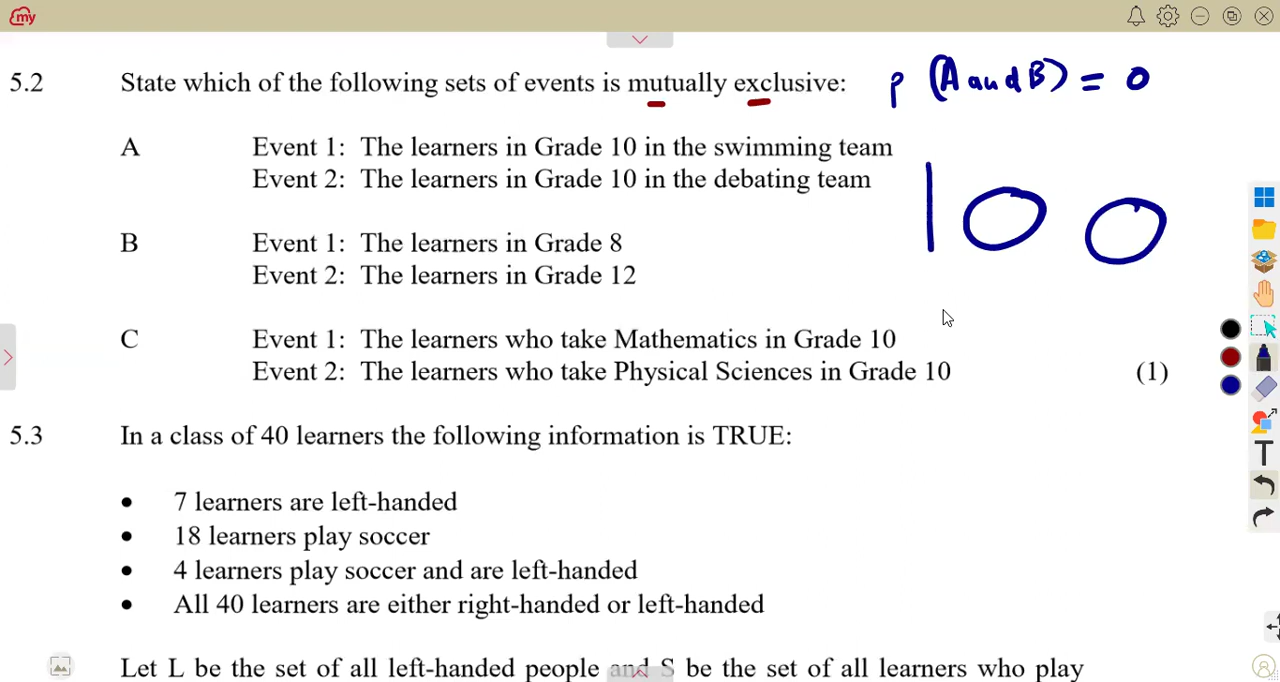 my
5.2 State which of the following sets of events is mutually exclusive: P (A and B) = 0
A Event 1: The learners in Grade 10 in the swimming team
Event 2: The learners in Grade 10 in the debating team
B Event 1: The learners in Grade 8
Event 2: The learners in Grade 12
C Event 1: The learners who take Mathematics in Grade 10
Event 2: The learners who take Physical Sciences in Grade 10 (1)
5.3 In a class of 40 learners the following information is TRUE:
• 7 learners are left-handed
• 18 learners play soccer
• 4 learners play soccer and are left-handed
• All 40 learners are either right-handed or left-handed
Let L be the set of all left-handed people and S be the set of all learners who play